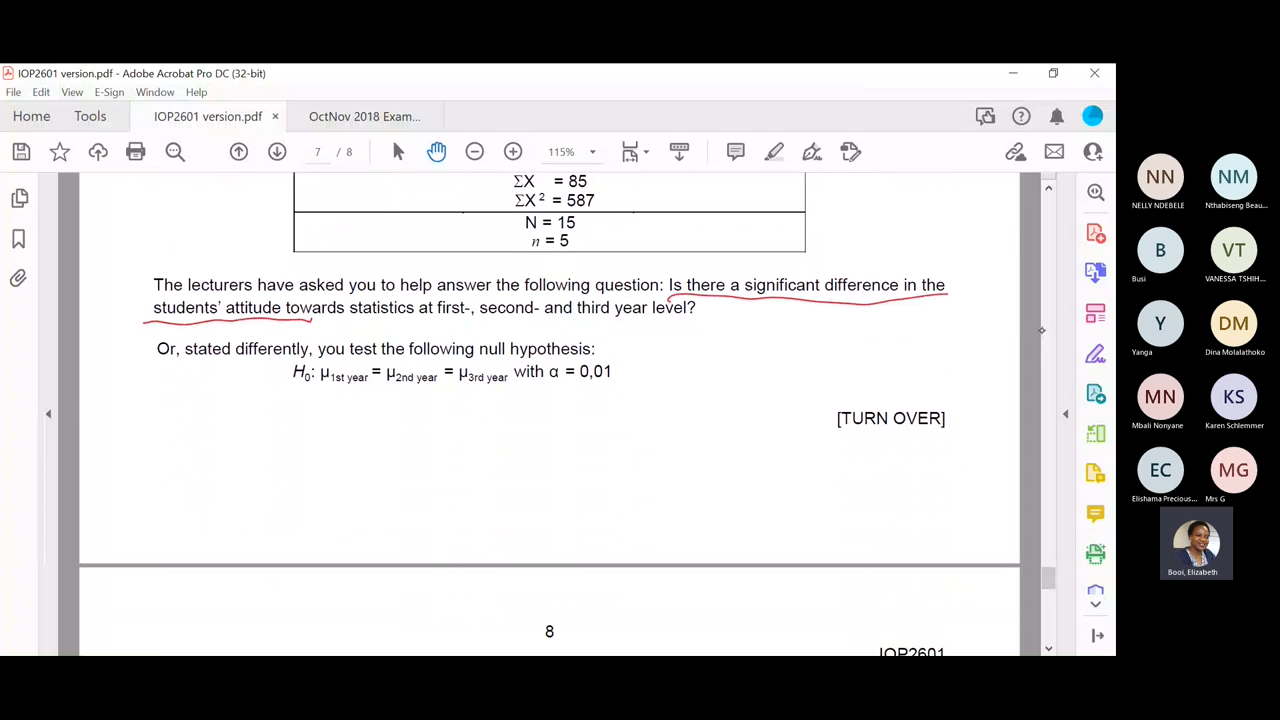 IOP2601 version.pdf - Adobe Acrobat Pro DC (32-bit)
File Edit View E-Sign Window Help
Home Tools IOP2601 version.pdf × OctNov 2018 Exam...
7 / 8 115%
ΣX = 85
ΣX² = 587
N = 15
n = 5
The lecturers have asked you to help answer the following question: Is there a significant difference in the
students' attitude towards statistics at first-, second- and third year level?
Or, stated differently, you test the following null hypothesis:
H₀: μ1st year = μ2nd year = μ3rd year with α = 0,01
[TURN OVER]
8
IOP2601
NN NM
NELLY NDEBELE Nthabiseng Beau...
B VT
Busi VANESSA TSHIH...
Y DM
Yanga Dina Molalathoko
MN KS
Mbali Nonyane Karen Schlemmer
EC MG
Elishama Precious... Mrs G
Booi, Elizabeth